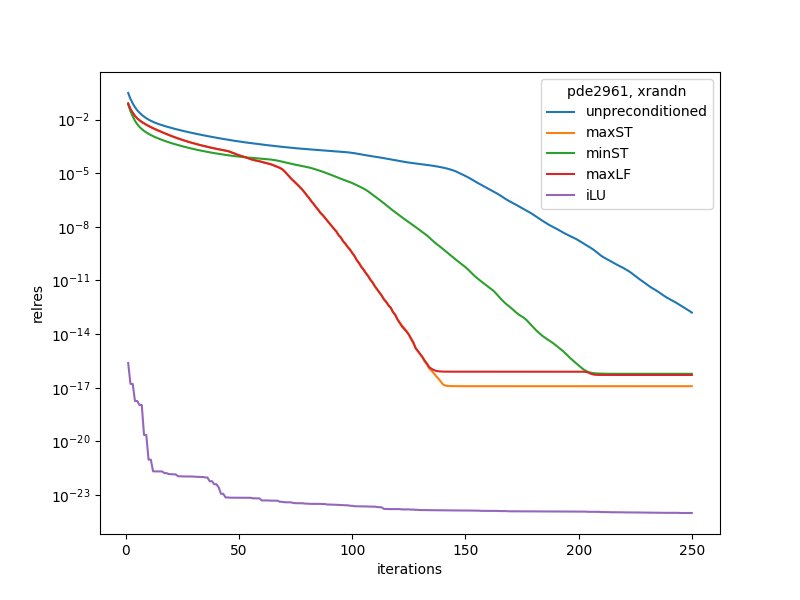 pde2961, xrandn
unpreconditioned
maxST
minST
maxLF
iLU
10⁻²
10⁻⁵
10⁻⁸
10⁻¹¹
10⁻¹⁴
10⁻¹⁷
10⁻²⁰
10⁻²³
relres
0 50 100 150 200 250
iterations